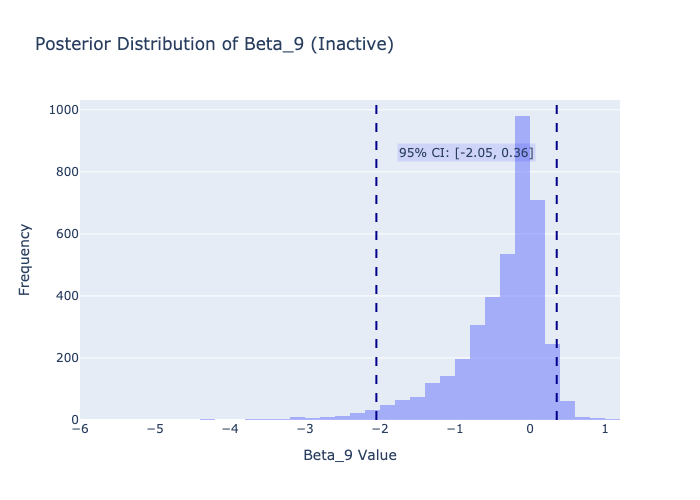 Posterior Distribution of Beta_9 (Inactive)
1000
95% CI: [-2.05, 0.36]
800
600
Frequency
400
200
0
−6 −5 −4 −3 −2 −1 0 1
Beta_9 Value